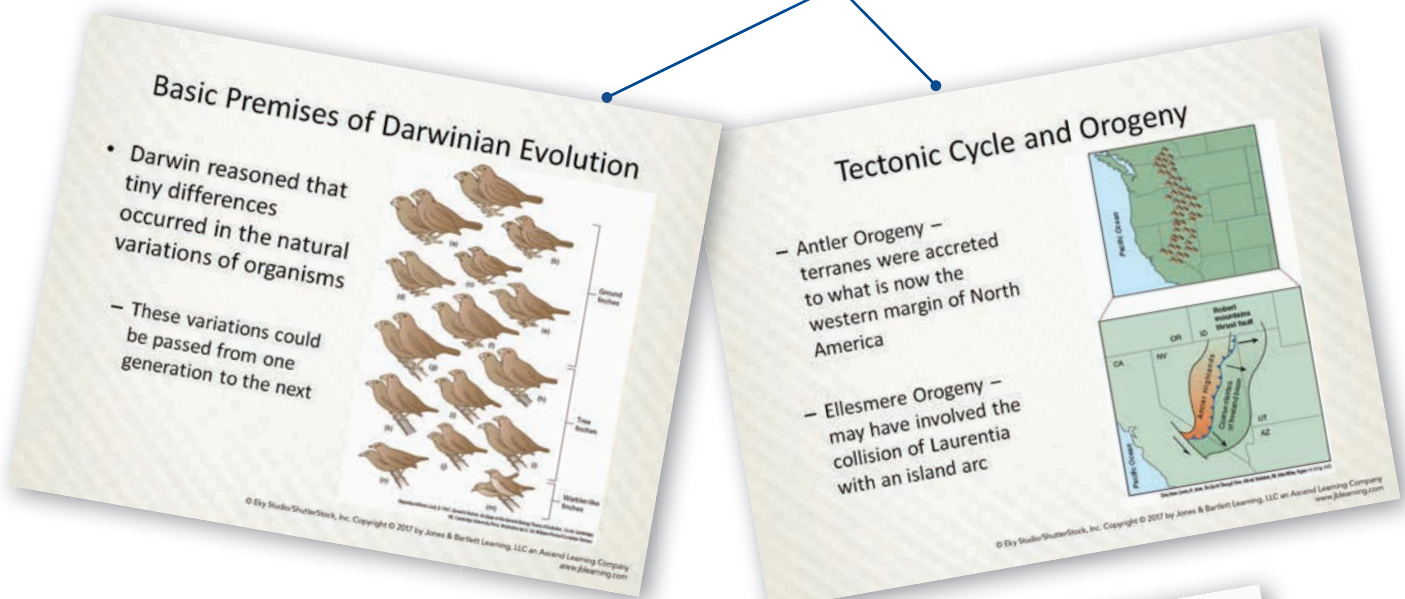 Basic Premises of Darwinian Evolution
• Darwin reasoned that
tiny differences
occurred in the natural
variations of organisms
– These variations could
be passed from one
generation to the next
(a)
(b)
(c)
(d)
(e)
(f)
(g)
(h)
(i)
(j)
(k)
(l)
(m)
(n)
Ground
finches
Tree
finches
Warbler-like
finches
© Eky Studio/ShutterStock, Inc. Copyright © 2017 by Jones & Bartlett Learning, LLC an Ascend Learning Company
www.jblearning.com
Tectonic Cycle and Orogeny
– Antler Orogeny –
terranes were accreted
to what is now the
western margin of North
America
– Ellesmere Orogeny –
may have involved the
collision of Laurentia
with an island arc
Pacific Ocean
Robert
mountains
thrust fault
OR
ID
CA
NV
Antler Highlands
Coarse clastics
of foreland basin
UT
AZ
Pacific Ocean
© Eky Studio/ShutterStock, Inc. Copyright © 2017 by Jones & Bartlett Learning, LLC an Ascend Learning Company
www.jblearning.com